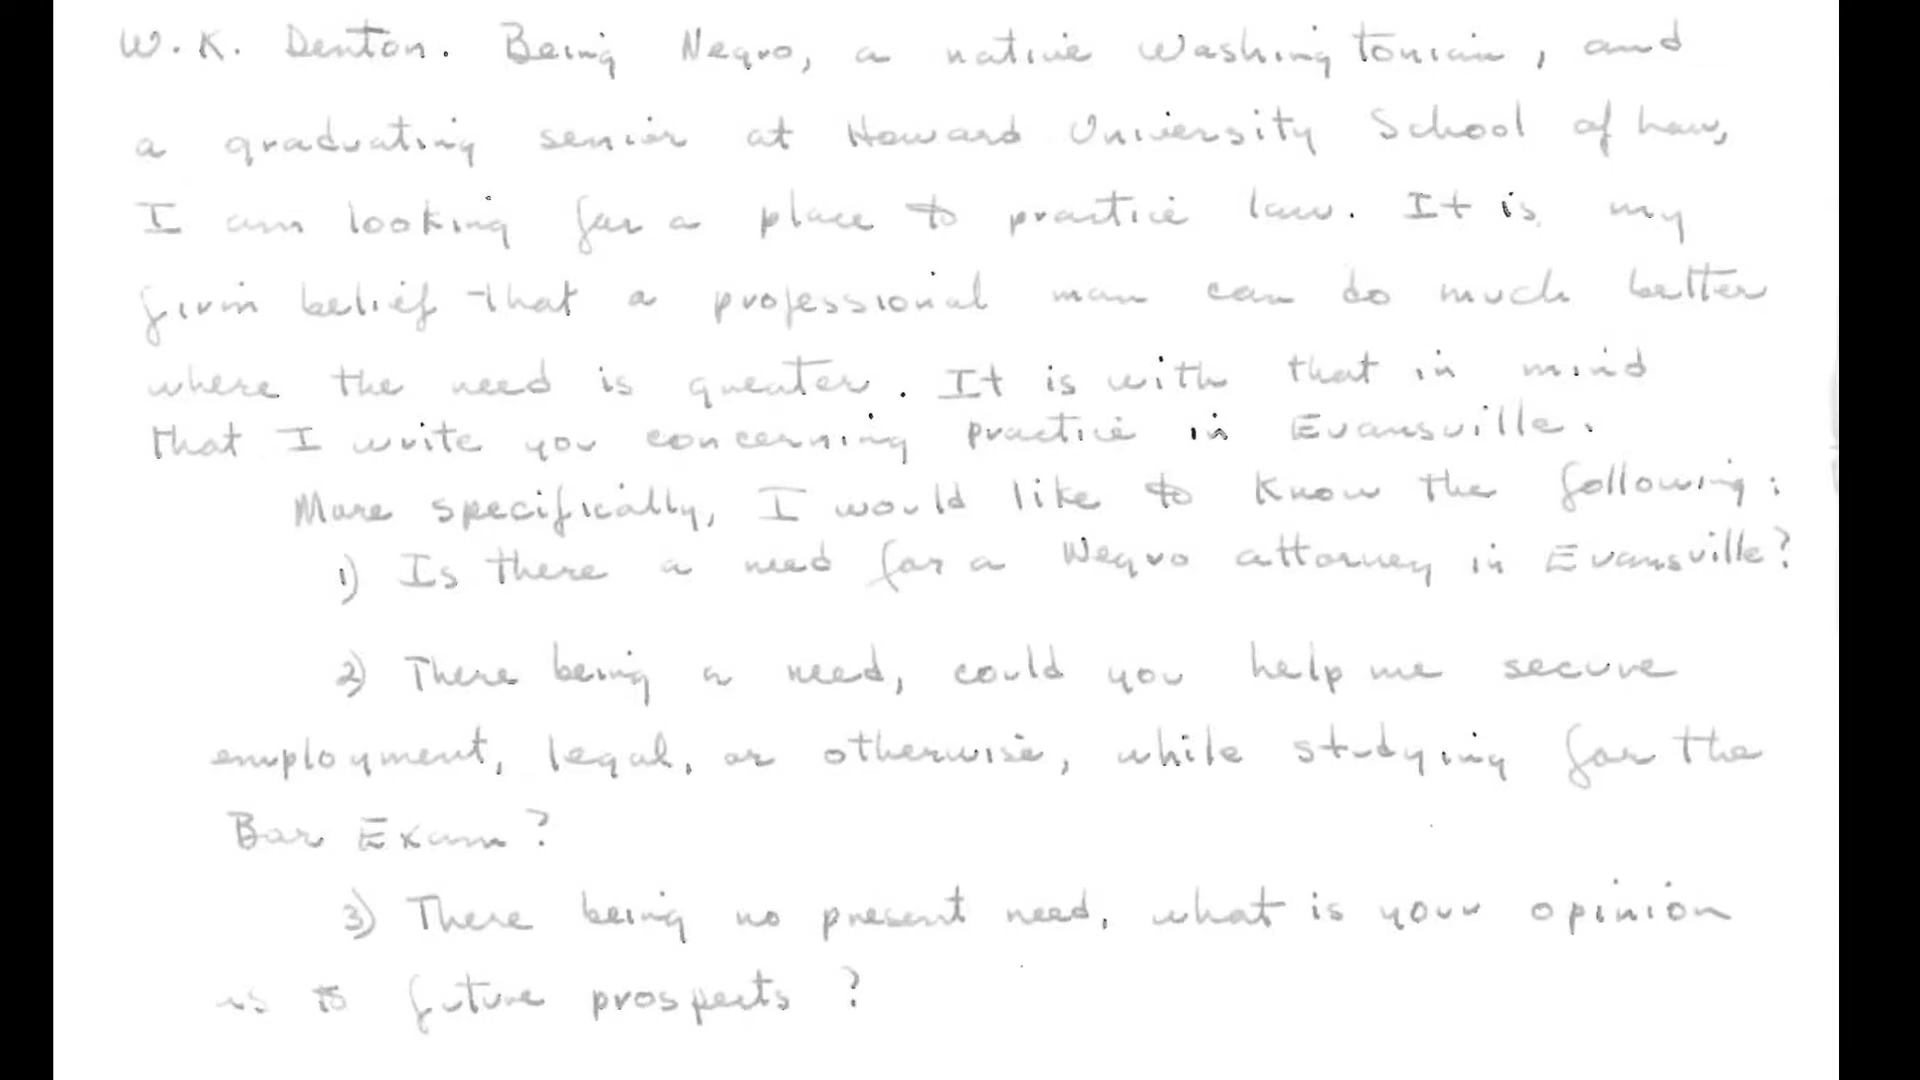 W. K. Denton. Being Negro, a native Washingtonian, and
a graduating senior at Howard University School of Law,
I am looking for a place to practice law. It is my
firm belief that a professional man can do much better
where the need is greater. It is with that in mind
that I write you concerning practice in Evansville.
More specifically, I would like to know the following:
1) Is there a need for a Negro attorney in Evansville?
2) There being a need, could you help me secure
employment, legal, or otherwise, while studying for the
Bar Exam?
3) There being no present need, what is your opinion
as to future prospects?